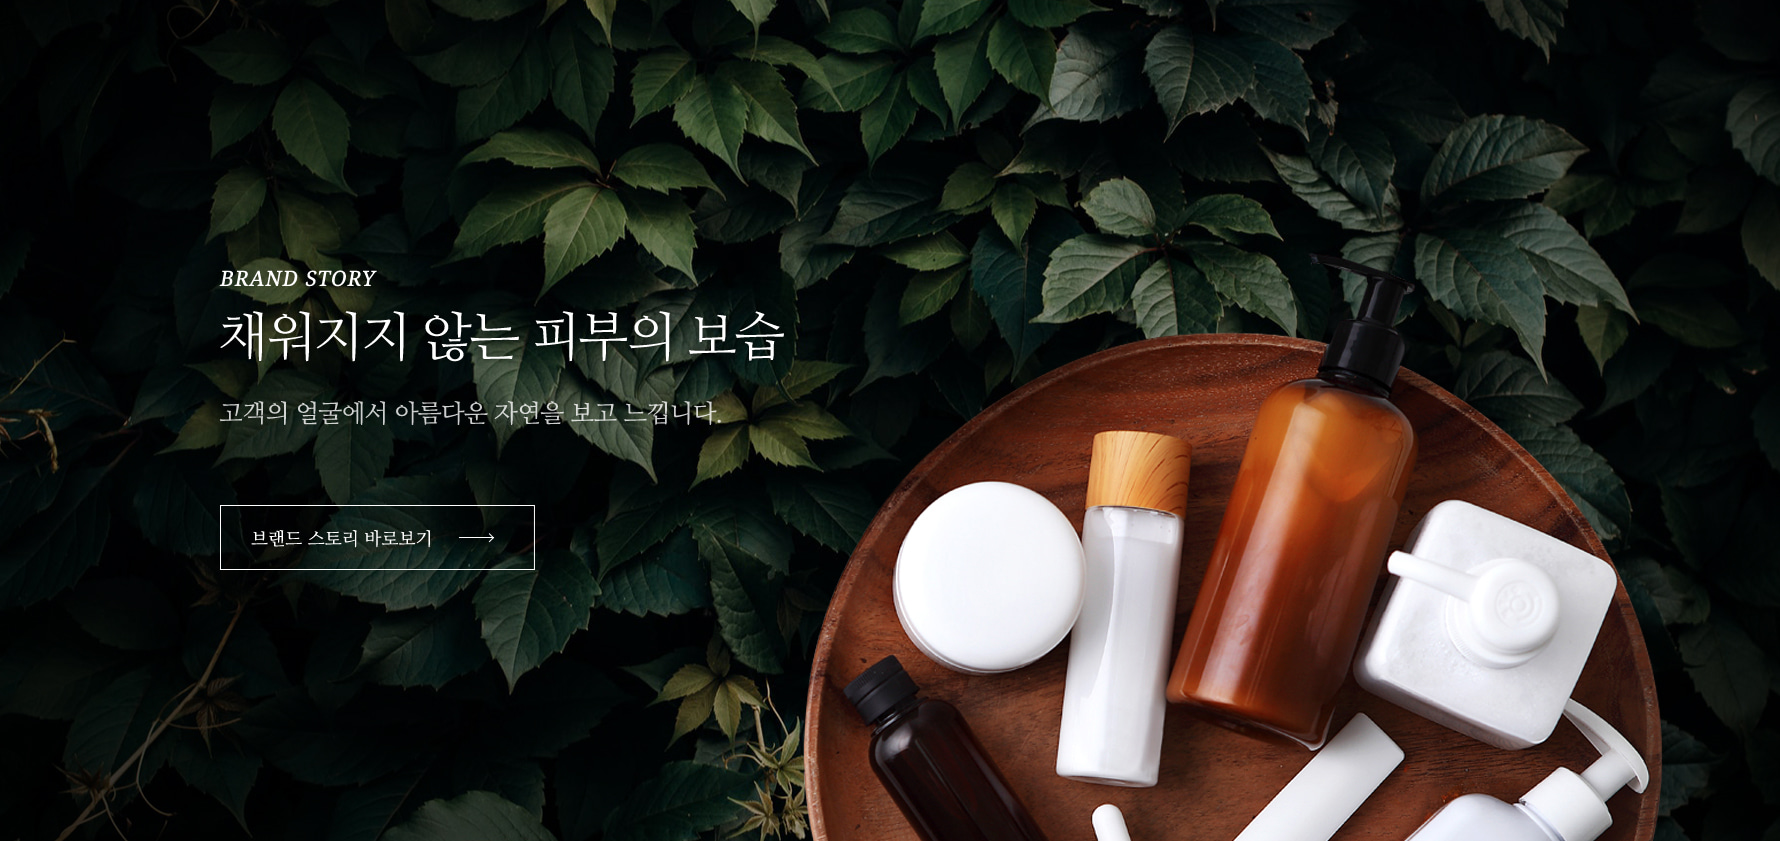 BRAND STORY
채워지지 않는 피부의 보습
고객의 얼굴에서 아름다운 자연을 보고 느낍니다.
브랜드 스토리 바로보기